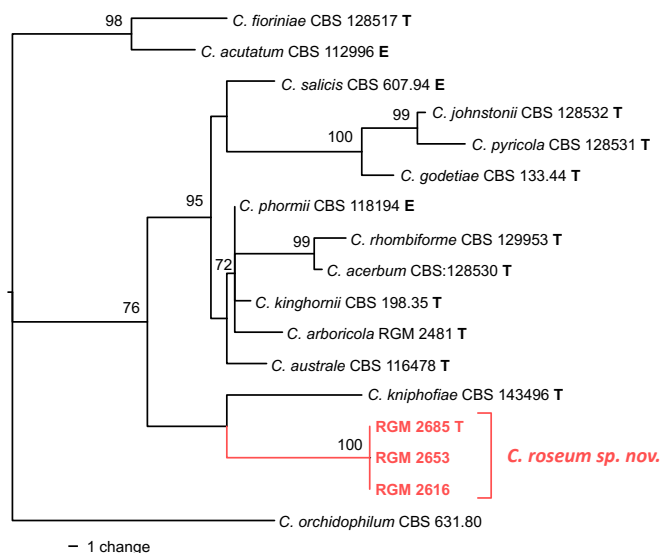 98
C. fioriniae CBS 128517 T
C. acutatum CBS 112996 E
C. salicis CBS 607.94 E
99
C. johnstonii CBS 128532 T
100
C. pyricola CBS 128531 T
C. godetiae CBS 133.44 T
95
C. phormii CBS 118194 E
99
C. rhombiforme CBS 129953 T
72
C. acerbum CBS:128530 T
76
C. kinghornii CBS 198.35 T
C. arboricola RGM 2481 T
C. australe CBS 116478 T
C. kniphofiae CBS 143496 T
RGM 2685 T
100
RGM 2653
C. roseum sp. nov.
RGM 2616
C. orchidophilum CBS 631.80
1 change